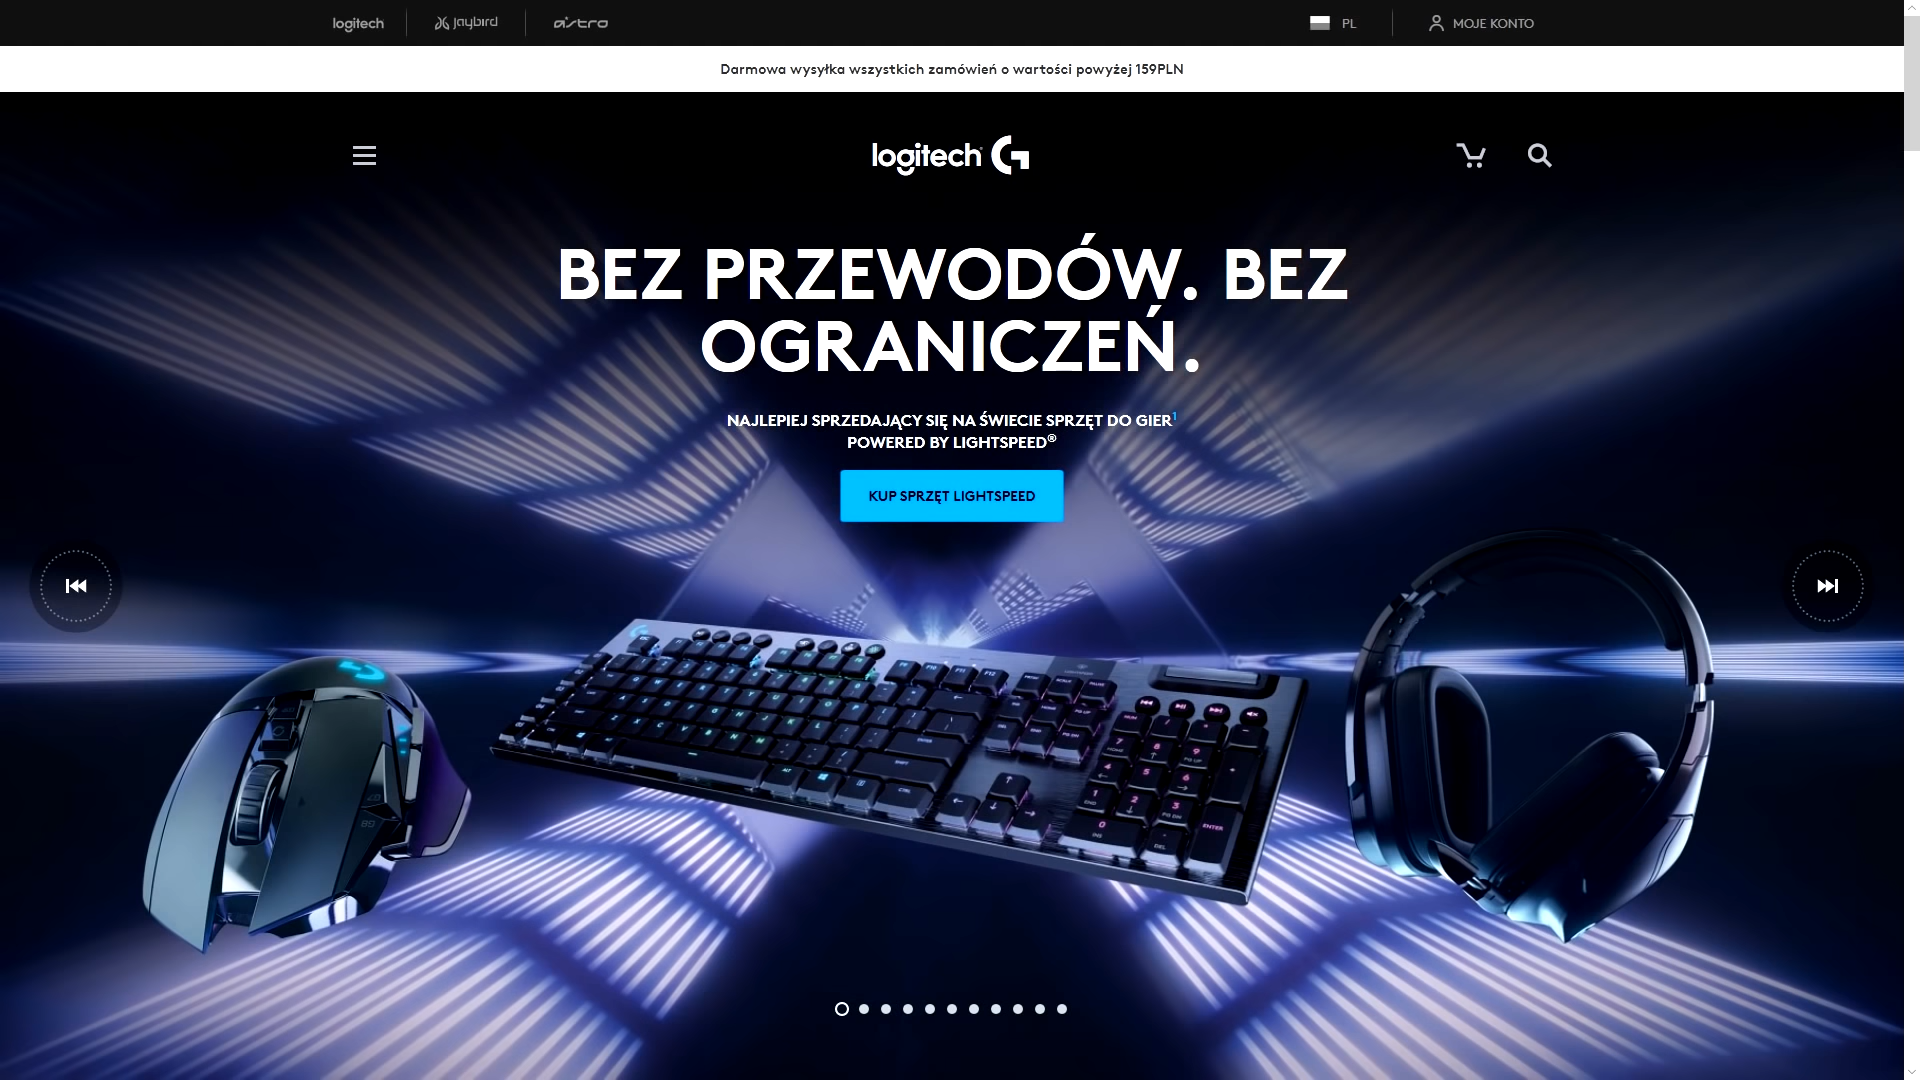 logitech
jaybird
astro
PL
MOJE KONTO
Darmowa wysyłka wszystkich zamówień o wartości powyżej 159PLN
logitech G
BEZ PRZEWODÓW. BEZ
OGRANICZEŃ.
NAJLEPIEJ SPRZEDAJĄCY SIĘ NA ŚWIECIE SPRZĘT DO GIER¹
POWERED BY LIGHTSPEED®
KUP SPRZĘT LIGHTSPEED